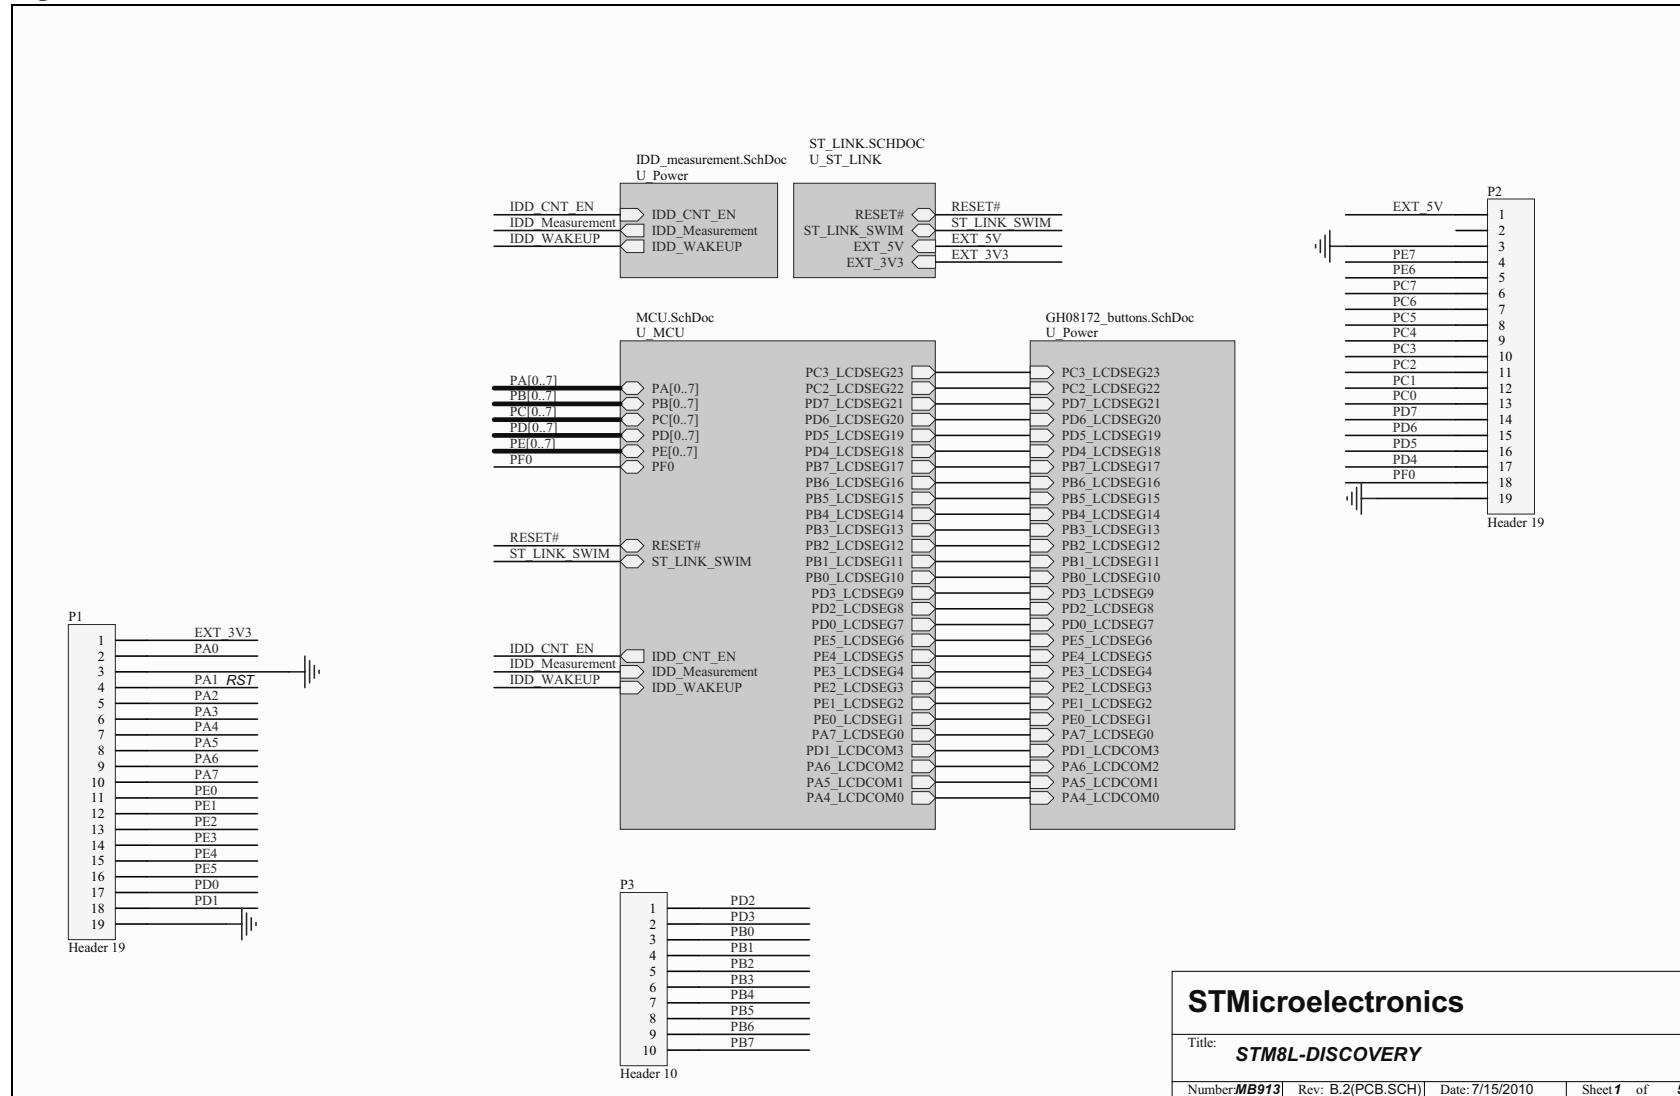 ST_LINK.SCHDOC
IDD_measurement.SchDoc
U_ST_LINK
U_Power
IDD_CNT_EN
IDD_Measurement
IDD_WAKEUP
IDD_CNT_EN
IDD_Measurement
IDD_WAKEUP
RESET#
ST_LINK_SWIM
EXT_5V
EXT_3V3
RESET#
ST_LINK_SWIM
EXT_5V
EXT_3V3
P2
EXT_5V 1
2
3
PE7 4
PE6 5
PC7 6
PC6 7
PC5 8
PC4 9
PC3 10
PC2 11
PC1 12
PC0 13
PD7 14
PD6 15
PD5 16
PD4 17
PF0 18
19
Header 19
MCU.SchDoc
U_MCU
PA[0..7] PA[0..7]
PB[0..7] PB[0..7]
PC[0..7] PC[0..7]
PD[0..7] PD[0..7]
PE[0..7] PE[0..7]
PF0 PF0
RESET# RESET#
ST_LINK_SWIM ST_LINK_SWIM
IDD_CNT_EN IDD_CNT_EN
IDD_Measurement IDD_Measurement
IDD_WAKEUP IDD_WAKEUP
GH08172_buttons.SchDoc
U_Power
PC3_LCDSEG23 PC3_LCDSEG23
PC2_LCDSEG22 PC2_LCDSEG22
PD7_LCDSEG21 PD7_LCDSEG21
PD6_LCDSEG20 PD6_LCDSEG20
PD5_LCDSEG19 PD5_LCDSEG19
PD4_LCDSEG18 PD4_LCDSEG18
PB7_LCDSEG17 PB7_LCDSEG17
PB6_LCDSEG16 PB6_LCDSEG16
PB5_LCDSEG15 PB5_LCDSEG15
PB4_LCDSEG14 PB4_LCDSEG14
PB3_LCDSEG13 PB3_LCDSEG13
PB2_LCDSEG12 PB2_LCDSEG12
PB1_LCDSEG11 PB1_LCDSEG11
PB0_LCDSEG10 PB0_LCDSEG10
PD3_LCDSEG9 PD3_LCDSEG9
PD2_LCDSEG8 PD2_LCDSEG8
PD0_LCDSEG7 PD0_LCDSEG7
PE5_LCDSEG6 PE5_LCDSEG6
PE4_LCDSEG5 PE4_LCDSEG5
PE3_LCDSEG4 PE3_LCDSEG4
PE2_LCDSEG3 PE2_LCDSEG3
PE1_LCDSEG2 PE1_LCDSEG2
PE0_LCDSEG1 PE0_LCDSEG1
PA7_LCDSEG0 PA7_LCDSEG0
PD1_LCDCOM3 PD1_LCDCOM3
PA6_LCDCOM2 PA6_LCDCOM2
PA5_LCDCOM1 PA5_LCDCOM1
PA4_LCDCOM0 PA4_LCDCOM0
P1
1 EXT_3V3
2 PA0
3
4 PA1 RST
5 PA2
6 PA3
7 PA4
8 PA5
9 PA6
10 PA7
11 PE0
12 PE1
13 PE2
14 PE3
15 PE4
16 PE5
17 PD0
18 PD1
19
Header 19
P3
1 PD2
2 PD3
3 PB0
4 PB1
5 PB2
6 PB3
7 PB4
8 PB5
9 PB6
10 PB7
Header 10
STMicroelectronics
Title: STM8L-DISCOVERY
Number:MB913 Rev: B.2(PCB.SCH) Date:7/15/2010 Sheet 1 of